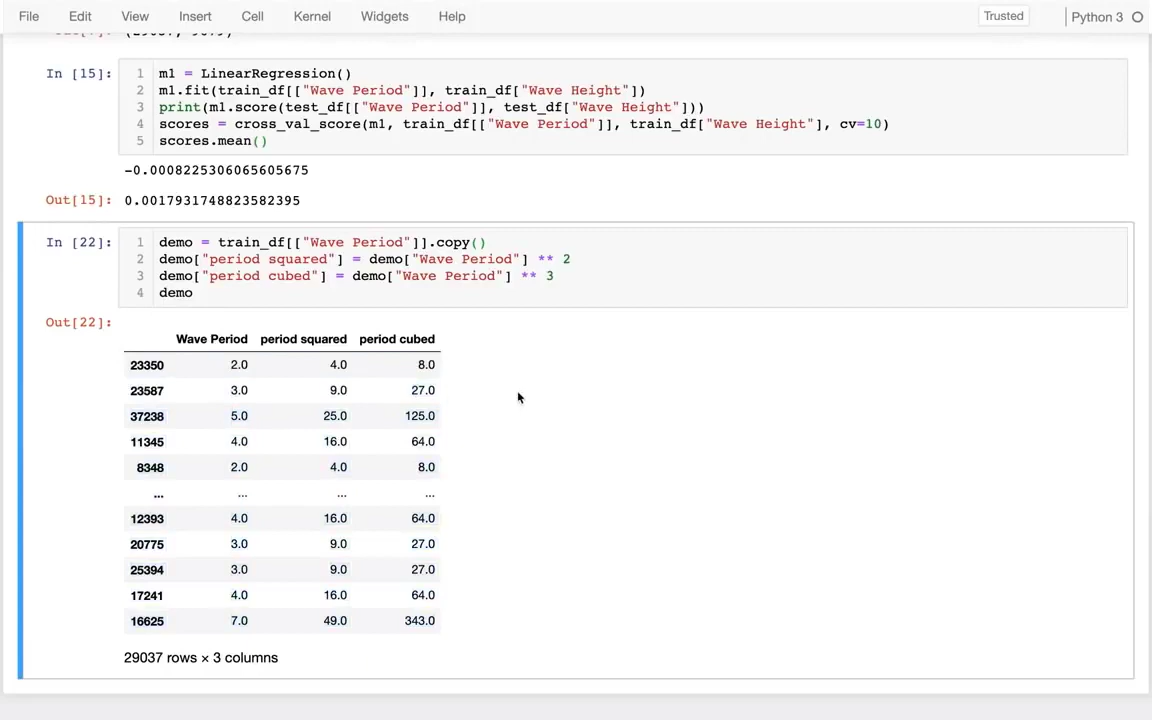 File Edit View Insert Cell Kernel Widgets Help Trusted Python 3
In [15]:
1 m1 = LinearRegression()
2 m1.fit(train_df[["Wave Period"]], train_df["Wave Height"])
3 print(m1.score(test_df[["Wave Period"]], test_df["Wave Height"]))
4 scores = cross_val_score(m1, train_df[["Wave Period"]], train_df["Wave Height"], cv=10)
5 scores.mean()
-0.0008225306065605675
Out[15]: 0.0017931748823582395
In [22]:
1 demo = train_df[["Wave Period"]].copy()
2 demo["period squared"] = demo["Wave Period"] ** 2
3 demo["period cubed"] = demo["Wave Period"] ** 3
4 demo
Out[22]:
Wave Period period squared period cubed
23350 2.0 4.0 8.0
23587 3.0 9.0 27.0
37238 5.0 25.0 125.0
11345 4.0 16.0 64.0
8348 2.0 4.0 8.0
... ... ... ...
12393 4.0 16.0 64.0
20775 3.0 9.0 27.0
25394 3.0 9.0 27.0
17241 4.0 16.0 64.0
16625 7.0 49.0 343.0
29037 rows × 3 columns